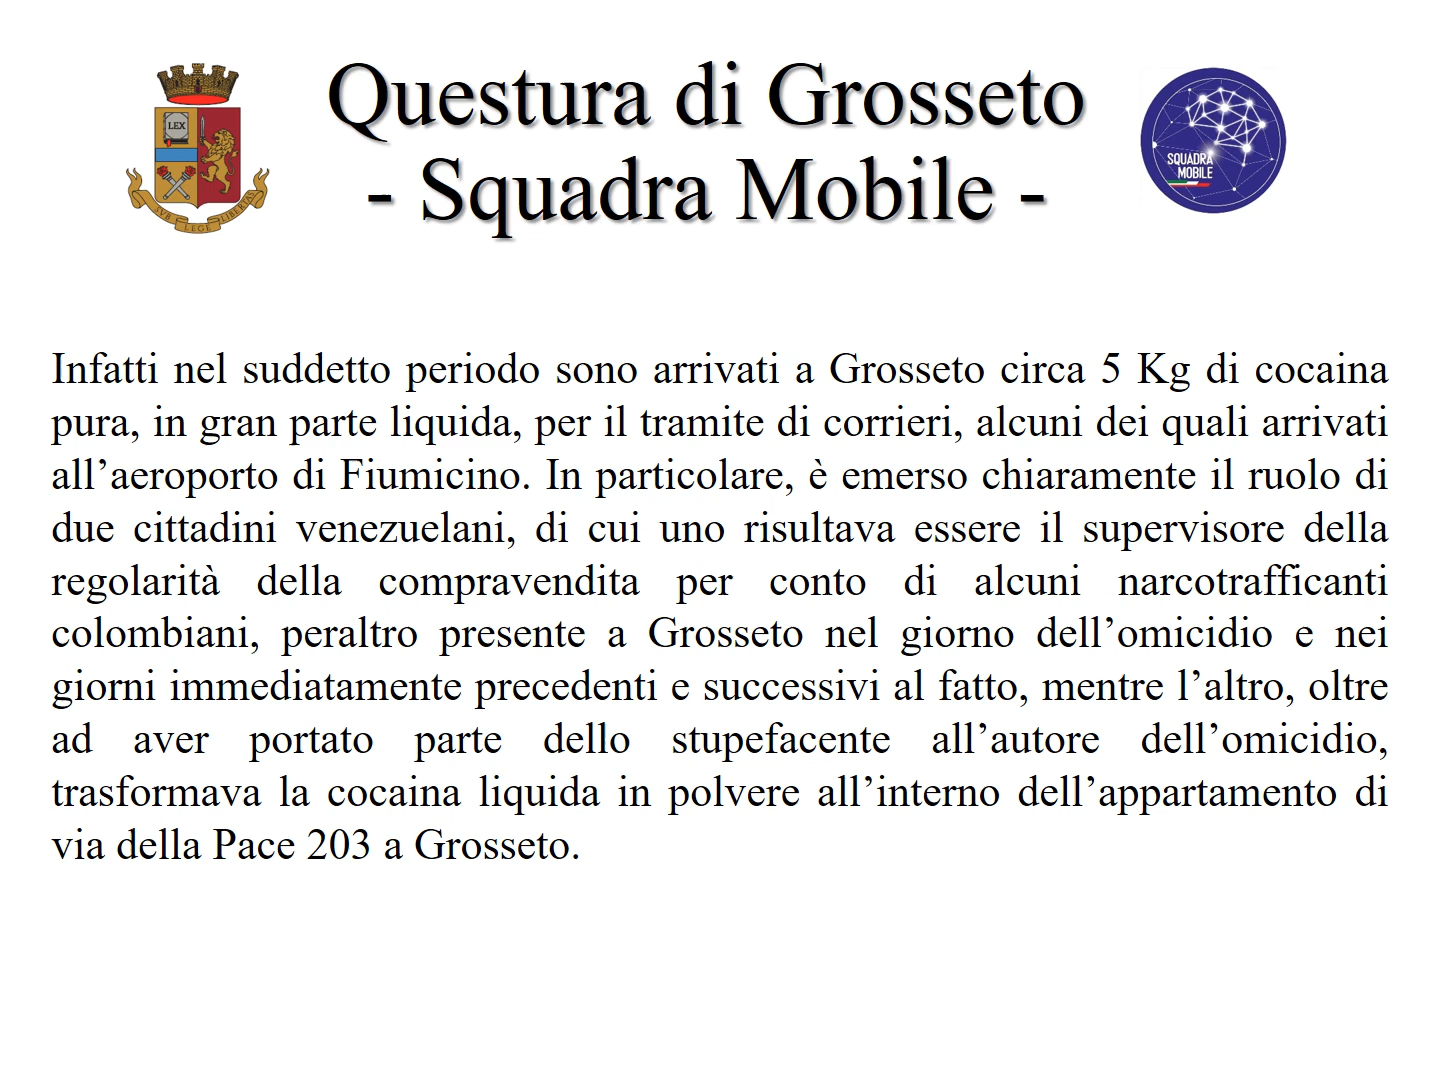 Questura di Grosseto
- Squadra Mobile -
LEX
SVB LEGE LIBERTAS
SQUADRA
MOBILE
Infatti nel suddetto periodo sono arrivati a Grosseto circa 5 Kg di cocaina
pura, in gran parte liquida, per il tramite di corrieri, alcuni dei quali arrivati
all’aeroporto di Fiumicino. In particolare, è emerso chiaramente il ruolo di
due cittadini venezuelani, di cui uno risultava essere il supervisore della
regolarità della compravendita per conto di alcuni narcotrafficanti
colombiani, peraltro presente a Grosseto nel giorno dell’omicidio e nei
giorni immediatamente precedenti e successivi al fatto, mentre l’altro, oltre
ad aver portato parte dello stupefacente all’autore dell’omicidio,
trasformava la cocaina liquida in polvere all’interno dell’appartamento di
via della Pace 203 a Grosseto.